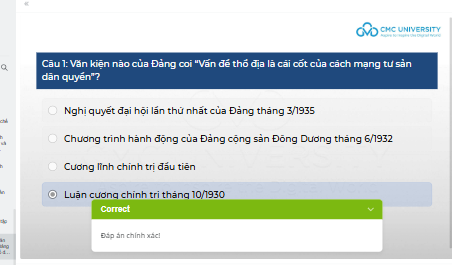 CMC UNIVERSITY
Câu 1: Văn kiện nào của Đảng coi “Vấn đề thổ địa là cái cốt của cách mạng tư sản
dân quyền”?
Nghị quyết đại hội lần thứ nhất của Đảng tháng 3/1935
Chương trình hành động của Đảng cộng sản Đông Dương tháng 6/1932
Cương lĩnh chính trị đầu tiên
Luận cương chính trị tháng 10/1930
Correct
Đáp án chính xác!